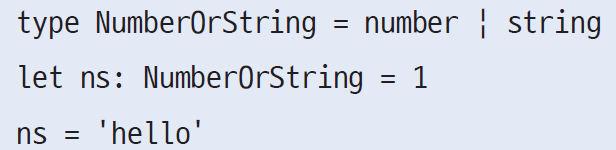 type NumberOrString = number ¦ string
let ns: NumberOrString = 1
ns = 'hello'